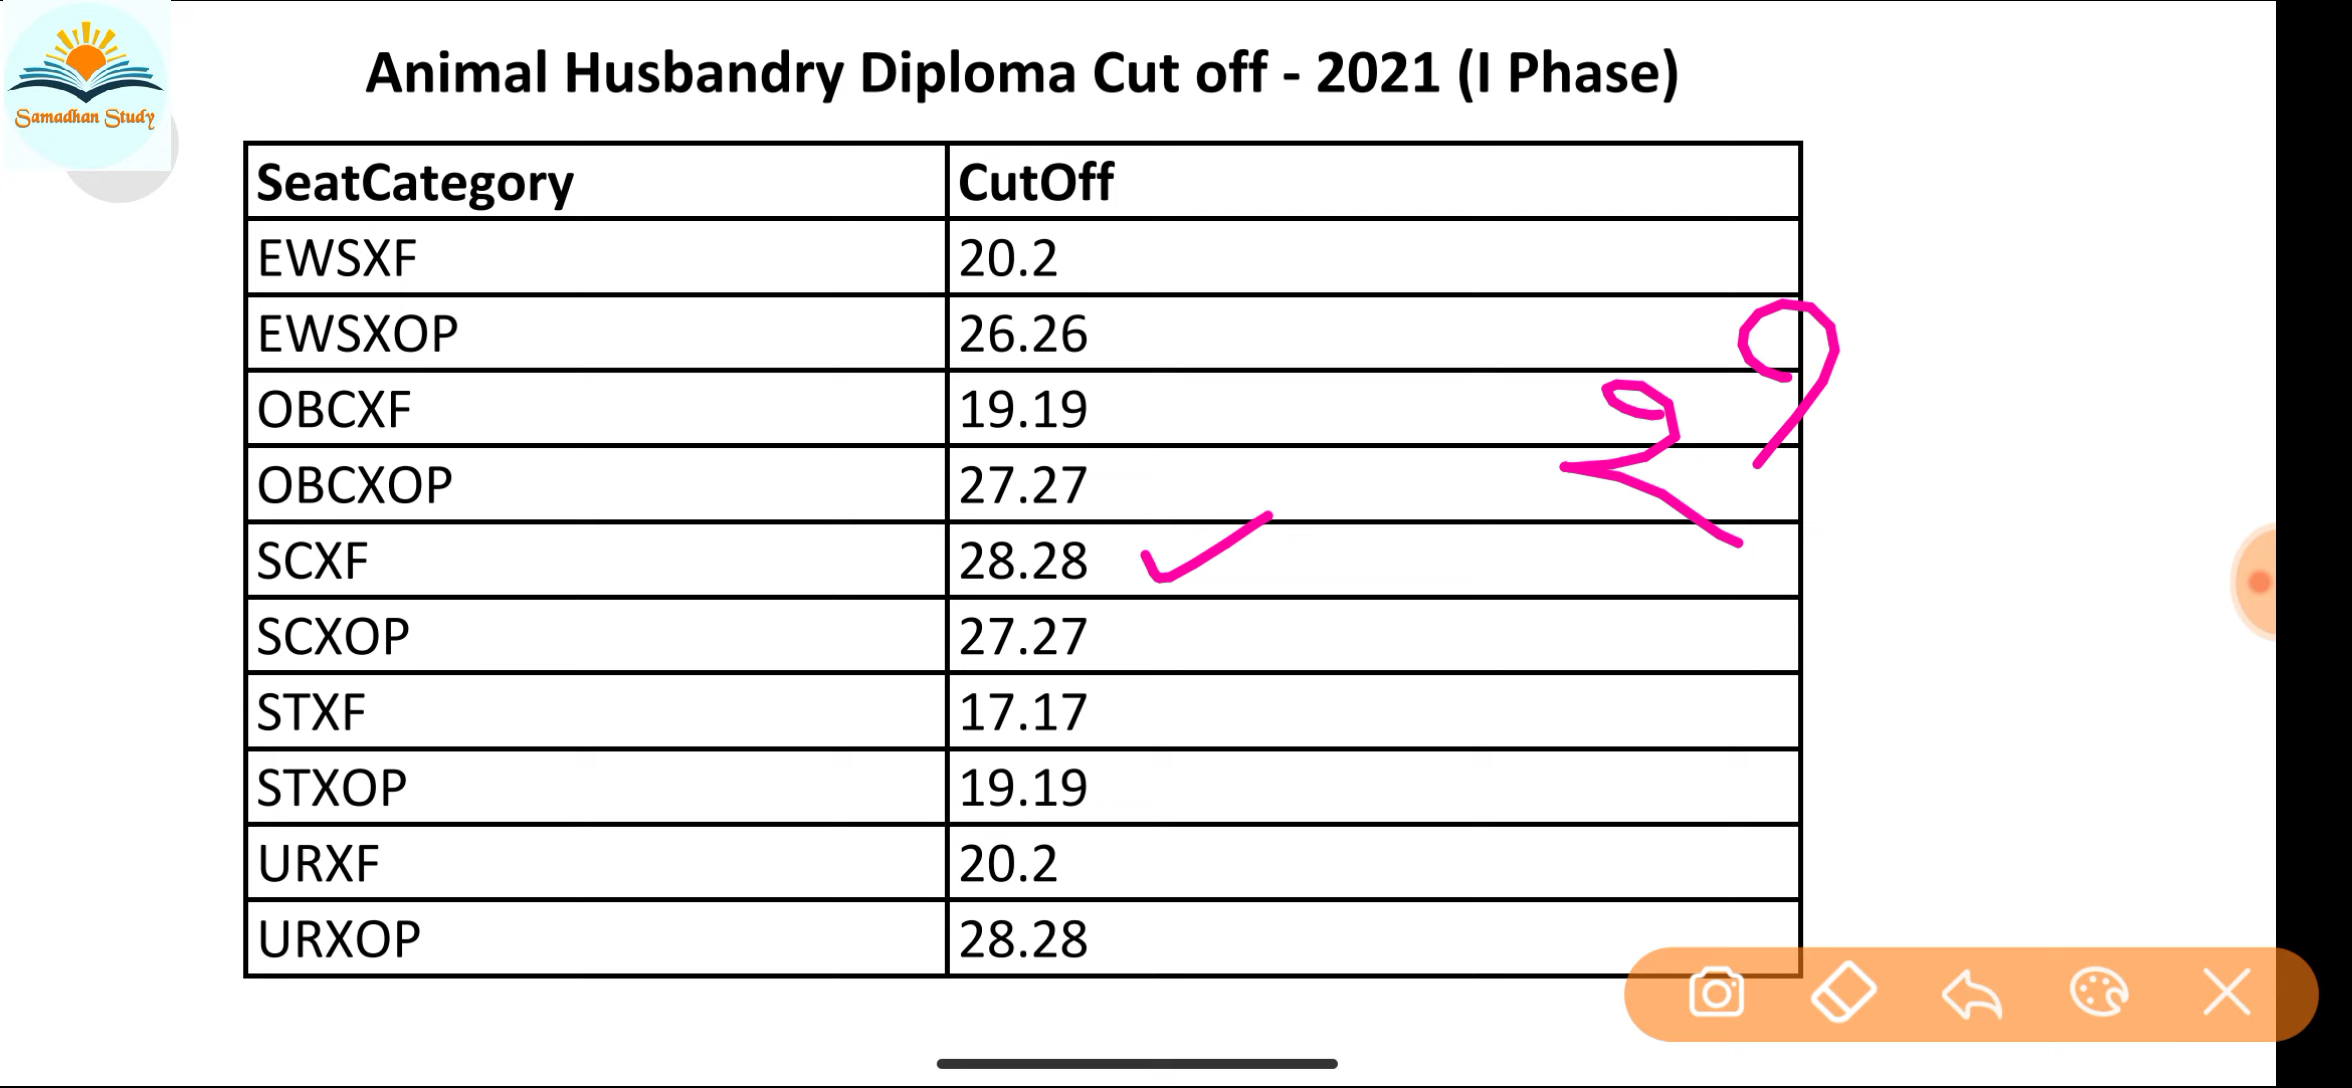 Samadhan Study
Animal Husbandry Diploma Cut off - 2021 (I Phase)
SeatCategory CutOff
EWSXF 20.2
EWSXOP 26.26
OBCXF 19.19
OBCXOP 27.27
SCXF 28.28
SCXOP 27.27
STXF 17.17
STXOP 19.19
URXF 20.2
URXOP 28.28
29